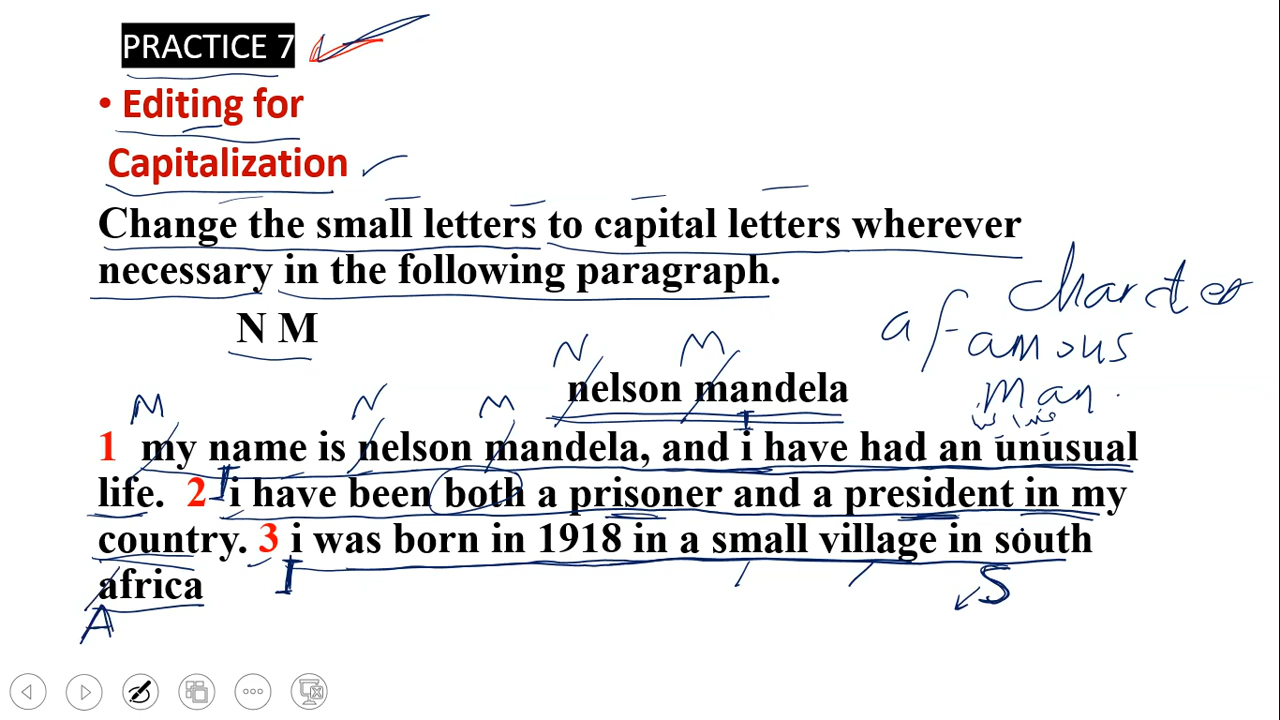 PRACTICE 7
• Editing for
Capitalization
Change the small letters to capital letters wherever
necessary in the following paragraph.
N M
charcter
a famous
man.
N M
nelson mandela
M N M
I
1 my name is nelson mandela, and i have had an unusual
life. 2 I i have been both a prisoner and a president in my
country. 3 i was born in 1918 in a small village in south
I S
africa
A